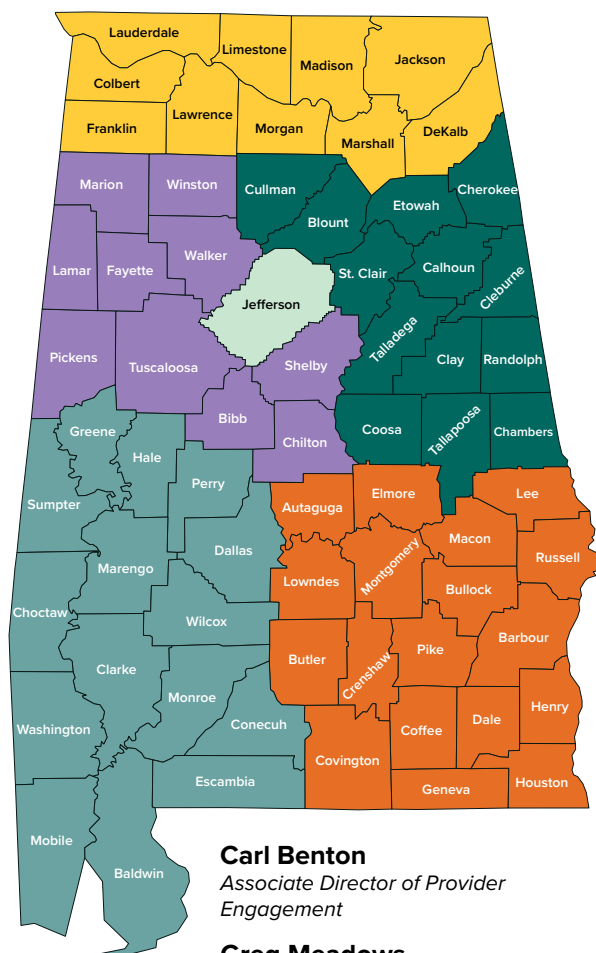 Lauderdale
Limestone
Madison
Jackson
Colbert
Lawrence
Franklin
Morgan
Marshall
DeKalb
Marion
Winston
Cullman
Blount
Etowah
Cherokee
Lamar
Fayette
Walker
Jefferson
St. Clair
Calhoun
Cleburne
Pickens
Tuscaloosa
Shelby
Talladega
Clay
Randolph
Bibb
Chilton
Coosa
Tallapoosa
Chambers
Greene
Hale
Perry
Sumpter
Autaguga
Elmore
Lee
Marengo
Dallas
Lowndes
Montgomery
Macon
Russell
Bullock
Choctaw
Wilcox
Butler
Crenshaw
Pike
Barbour
Clarke
Monroe
Conecuh
Washington
Coffee
Dale
Henry
Escambia
Covington
Geneva
Houston
Mobile
Baldwin
Carl Benton
Associate Director of Provider
Engagement
Greg Meadows